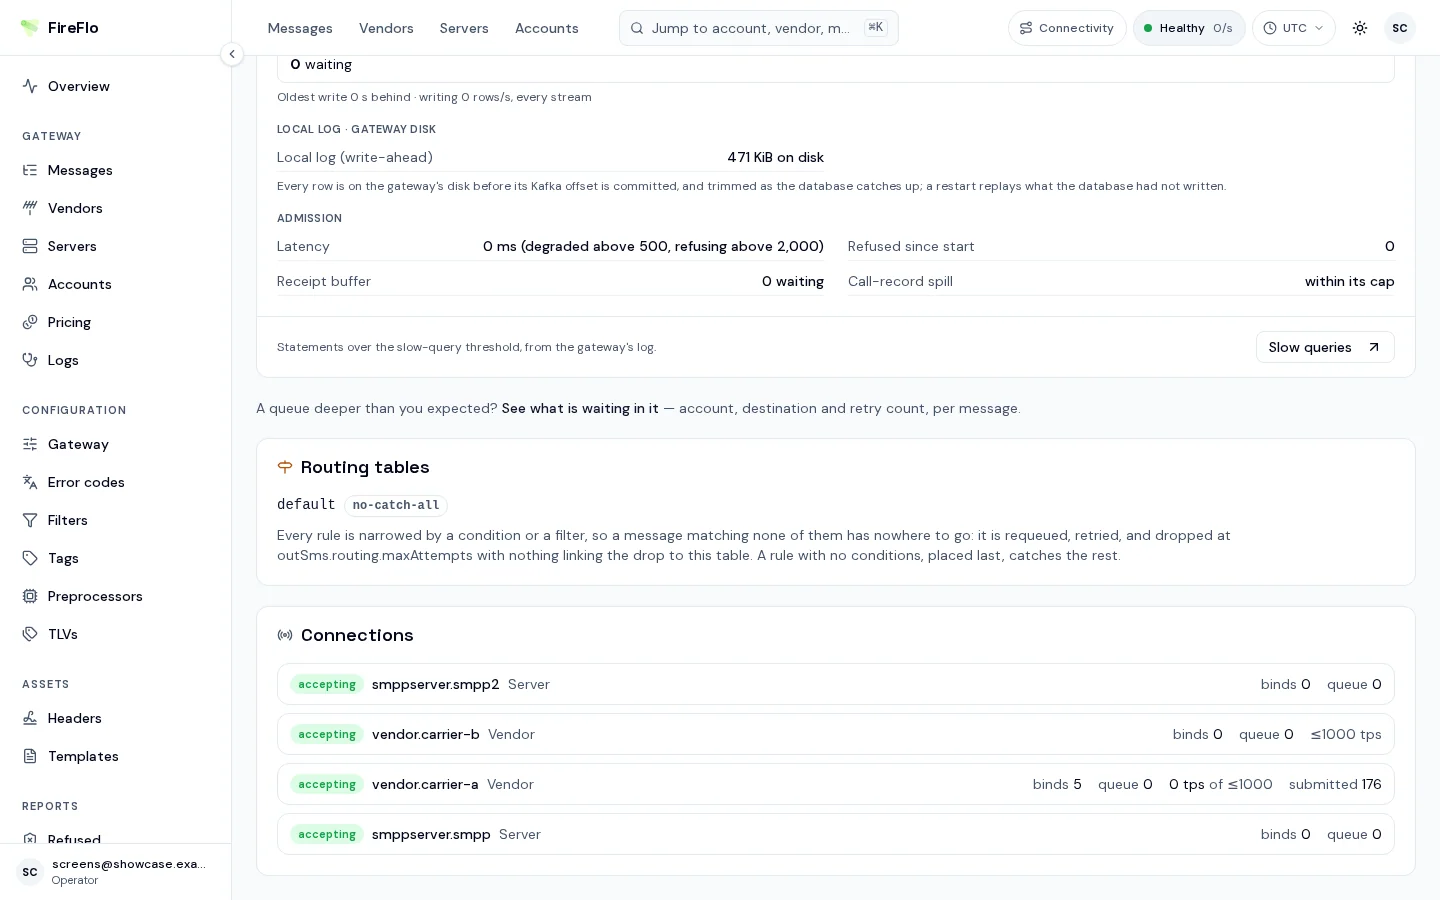 FireFlo
Messages
Vendors
Servers
Accounts
Jump to account, vendor, m...
⌘K
Connectivity
Healthy 0/s
UTC
SC
Overview
GATEWAY
Messages
Vendors
Servers
Accounts
Pricing
Logs
CONFIGURATION
Gateway
Error codes
Filters
Tags
Preprocessors
TLVs
ASSETS
Headers
Templates
REPORTS
Refused
SC
screens@showcase.exa...
Operator
0 waiting
Oldest write 0 s behind · writing 0 rows/s, every stream
LOCAL LOG · GATEWAY DISK
Local log (write-ahead) 471 KiB on disk
Every row is on the gateway's disk before its Kafka offset is committed, and trimmed as the database catches up; a restart replays what the database had not written.
ADMISSION
Latency 0 ms (degraded above 500, refusing above 2,000)
Refused since start 0
Receipt buffer 0 waiting
Call-record spill within its cap
Statements over the slow-query threshold, from the gateway's log.
Slow queries
A queue deeper than you expected? See what is waiting in it — account, destination and retry count, per message.
Routing tables
default no-catch-all
Every rule is narrowed by a condition or a filter, so a message matching none of them has nowhere to go: it is requeued, retried, and dropped at
outSms.routing.maxAttempts with nothing linking the drop to this table. A rule with no conditions, placed last, catches the rest.
Connections
accepting smppserver.smpp2 Server binds 0 queue 0
accepting vendor.carrier-b Vendor binds 0 queue 0 ≤1000 tps
accepting vendor.carrier-a Vendor binds 5 queue 0 0 tps of ≤1000 submitted 176
accepting smppserver.smpp Server binds 0 queue 0